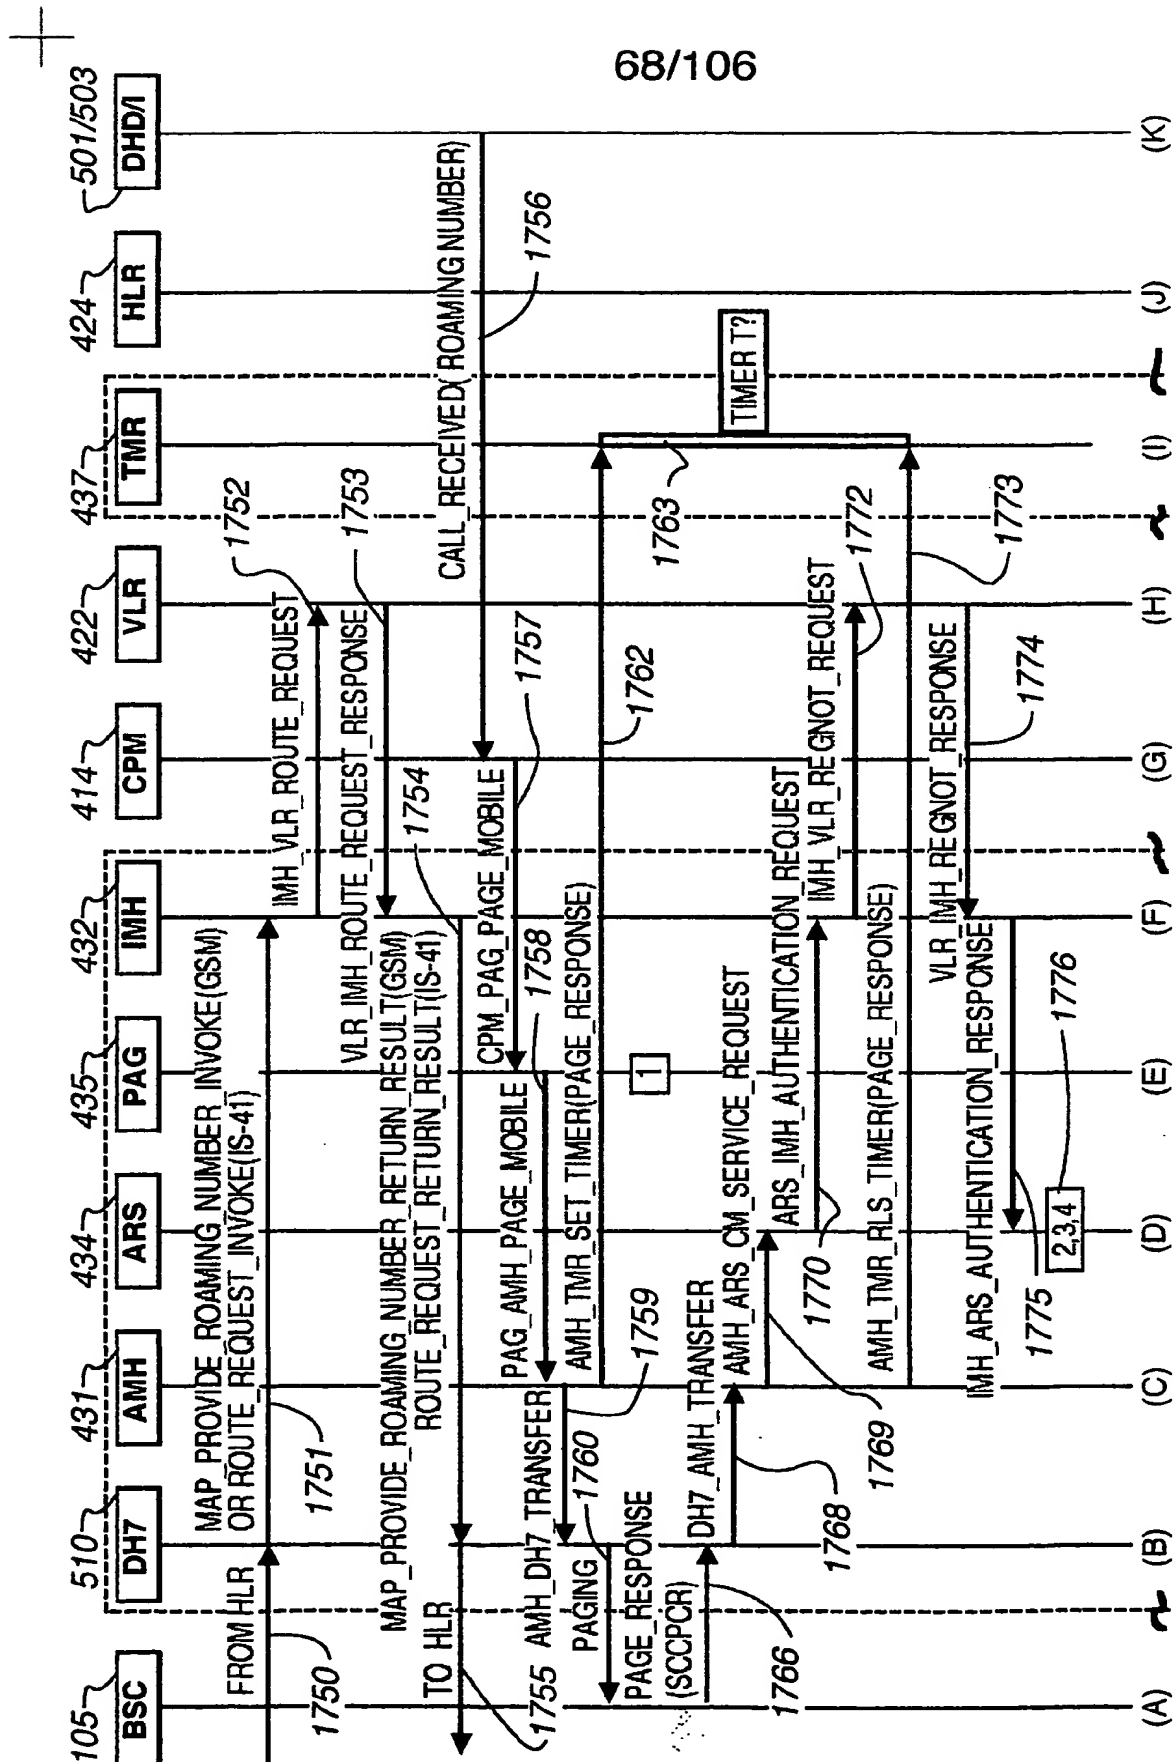 68/106
105
BSC
510
DH7
431
AMH
434
ARS
435
PAG
432
IMH
414
CPM
422
VLR
437
TMR
424
HLR
501/503
DHD/I
FROM HLR
1750
MAP_PROVIDE_ROAMING_NUMBER_INVOKE(GSM)
OR ROUTE_REQUEST_INVOKE(IS-41)
1751
IMH_VLR_ROUTE_REQUEST
1752
VLR_IMH_ROUTE_REQUEST_RESPONSE
1753
MAP_PROVIDE_ROAMING_NUMBER_RETURN_RESULT(GSM)
ROUTE_REQUEST_RETURN_RESULT(IS-41)
1754
TO HLR
1755
CALL_RECEIVED(ROAMING NUMBER)
1756
CPM_PAG_PAGE_MOBILE
1757
PAG_AMH_PAGE_MOBILE
1758
AMH_DH7_TRANSFER
1759
PAGING
1760
AMH_TMR_SET_TIMER(PAGE_RESPONSE)
1762
1763
TIMER T?
1
PAGE_RESPONSE
(SCCPCR)
1766
DH7_AMH_TRANSFER
1768
AMH_ARS_CM_SERVICE_REQUEST
1769
ARS_IMH_AUTHENTICATION_REQUEST
1770
IMH_VLR_REGNOT_REQUEST
1772
AMH_TMR_RLS_TIMER(PAGE_RESPONSE)
1773
VLR_IMH_REGNOT_RESPONSE
1774
IMH_ARS_AUTHENTICATION_RESPONSE
1775
2,3,4
1776
(A)
(B)
(C)
(D)
(E)
(F)
(G)
(H)
(I)
(J)
(K)